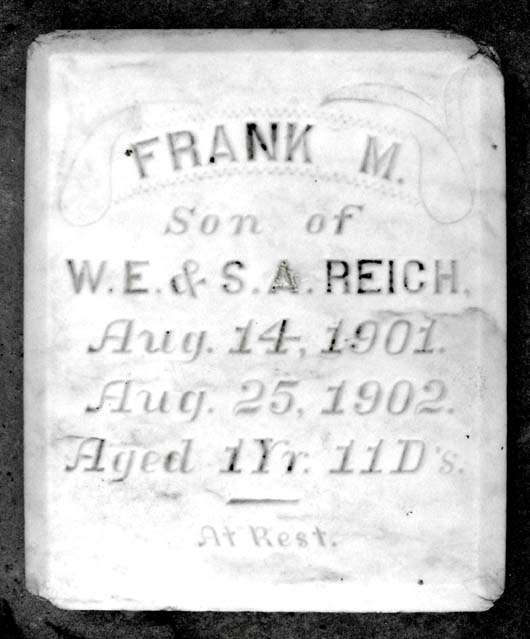 FRANK M.
Son of
W.E. & S.A. REICH.
Aug. 14, 1901.
Aug. 25, 1902.
Aged 1Yr. 11D's.
At Rest.